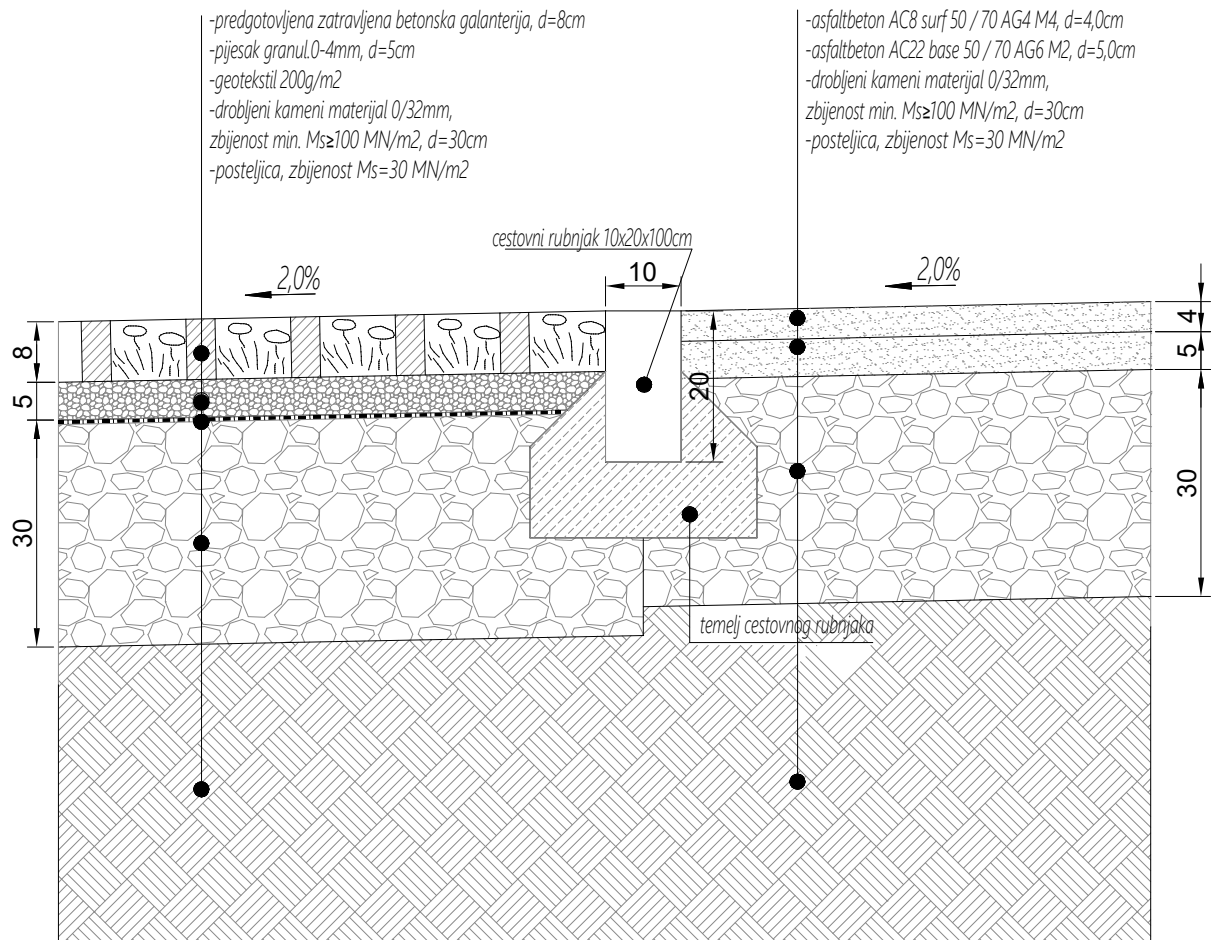 -predgotovljena zatravljena betonska galanterija, d=8cm
-pijesak granul.0-4mm, d=5cm
-geotekstil 200g/m2
-drobljeni kameni materijal 0/32mm,
zbijenost min. Ms≥100 MN/m2, d=30cm
-posteljica, zbijenost Ms=30 MN/m2
-asfaltbeton AC8 surf 50 / 70 AG4 M4, d=4,0cm
-asfaltbeton AC22 base 50 / 70 AG6 M2, d=5,0cm
-drobljeni kameni materijal 0/32mm,
zbijenost min. Ms≥100 MN/m2, d=30cm
-posteljica, zbijenost Ms=30 MN/m2
cestovni rubnjak 10x20x100cm
2,0%
10
2,0%
8
5
30
20
4
5
30
temelj cestovnog rubnjaka